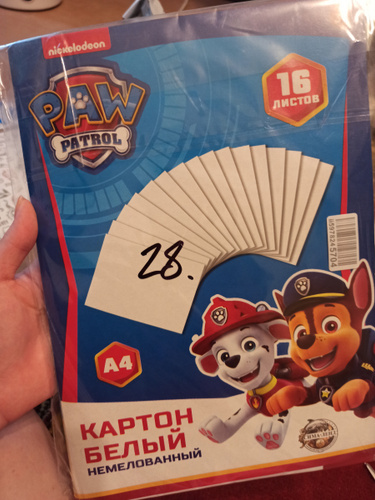 nickelodeon
PAW
PATROL
16
ЛИСТОВ
28.
A4
КАРТОН
БЕЛЫЙ
НЕМЕЛОВАННЫЙ